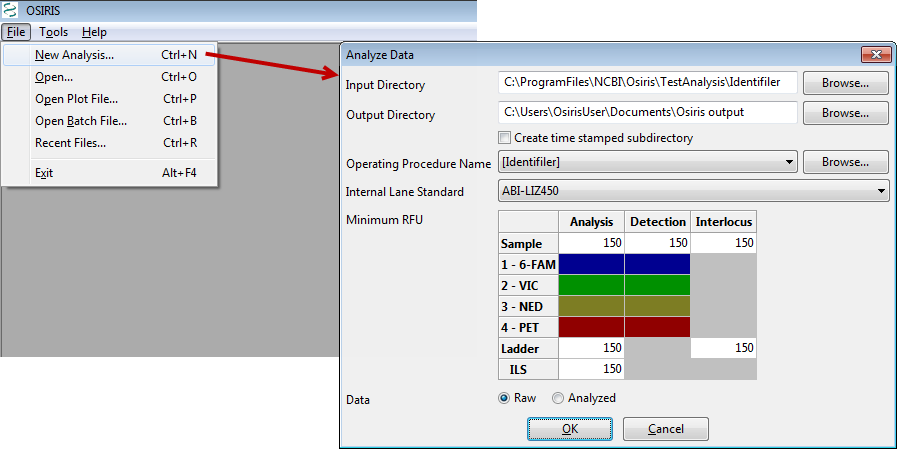 OSIRIS
File Tools Help
New Analysis... Ctrl+N
Open... Ctrl+O
Open Plot File... Ctrl+P
Open Batch File... Ctrl+B
Recent Files... Ctrl+R
Exit Alt+F4
Analyze Data
Input Directory C:\ProgramFiles\NCBI\Osiris\TestAnalysis\Identifiler Browse...
Output Directory C:\Users\OsirisUser\Documents\Osiris output Browse...
Create time stamped subdirectory
Operating Procedure Name [Identifiler] Browse...
Internal Lane Standard ABI-LIZ450
Minimum RFU
Analysis Detection Interlocus
Sample 150 150 150
1 - 6-FAM
2 - VIC
3 - NED
4 - PET
Ladder 150 150
ILS 150
Data Raw Analyzed
OK Cancel